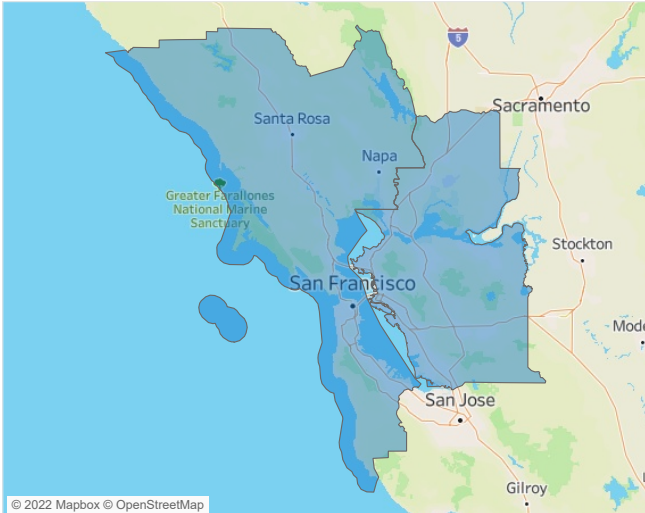 5
Sacramento
Santa Rosa
Napa
Greater Farallones
National Marine
Sanctuary
Stockton
San Francisco
Mode
San Jose
Gilroy
© 2022 Mapbox © OpenStreetMap